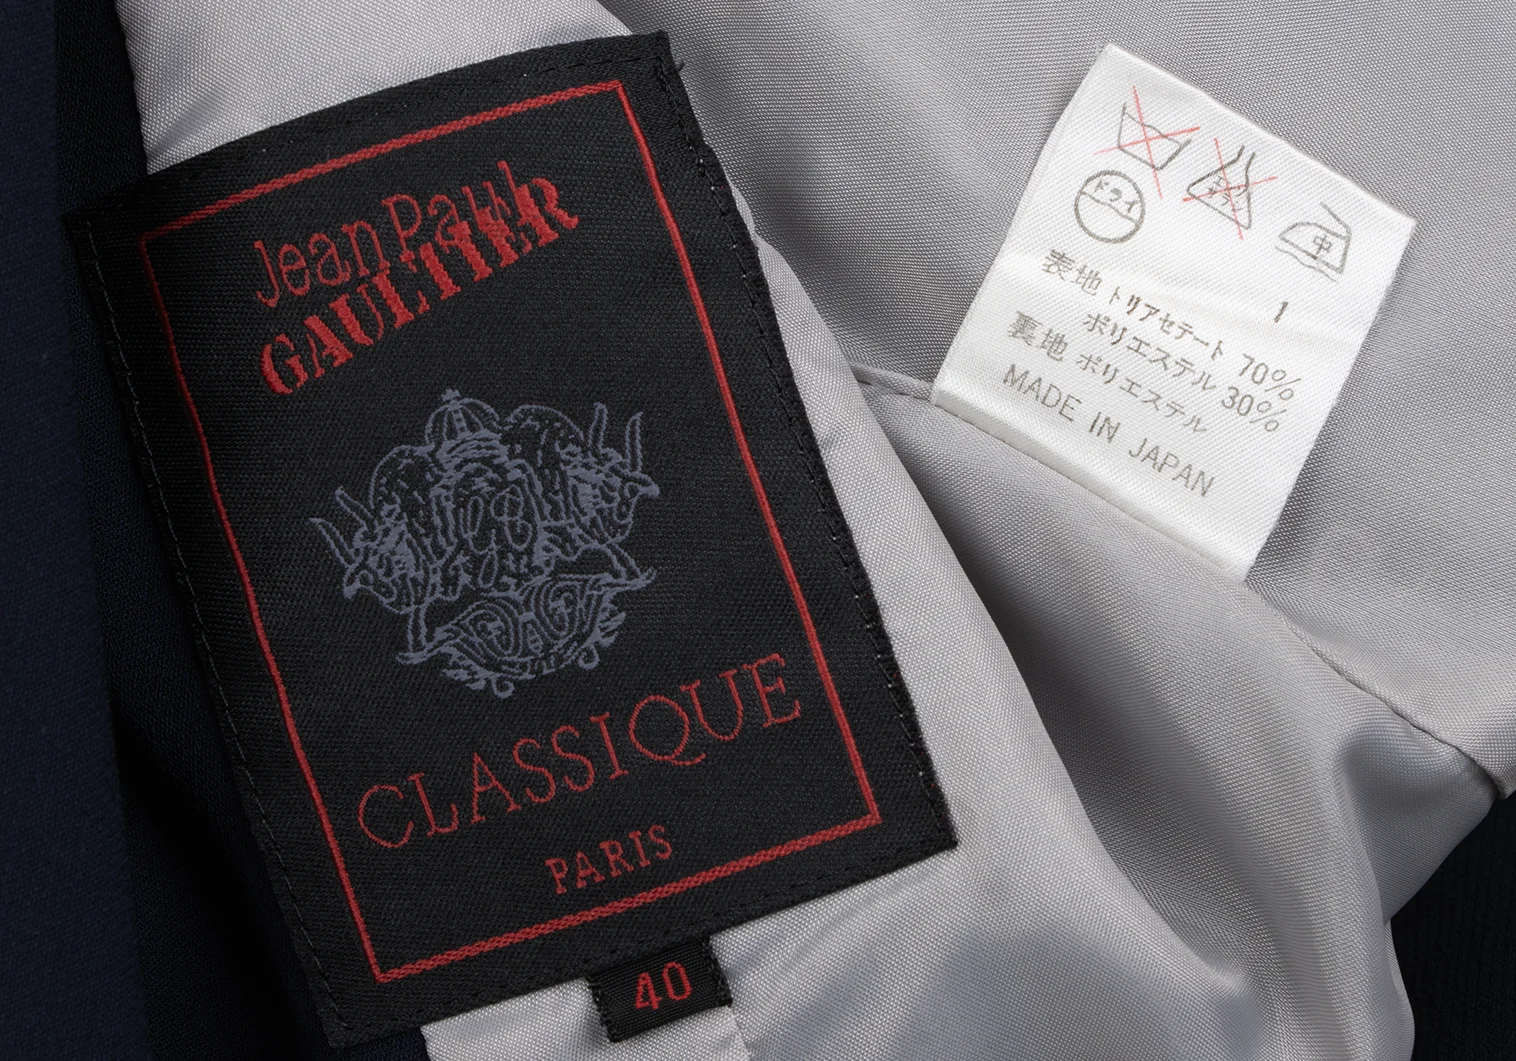 Jean Paul
GAULTIER
CLASSIQUE
PARIS
40
ドライ
中
1
表地 トリアセテート 70%
ポリエステル 30%
裏地 ポリエステル
MADE IN JAPAN